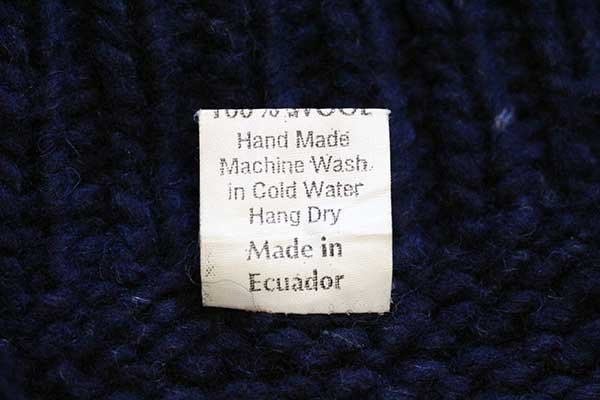 100% WOOL
Hand Made
Machine Wash
in Cold Water
Hang Dry
Made in
Ecuador